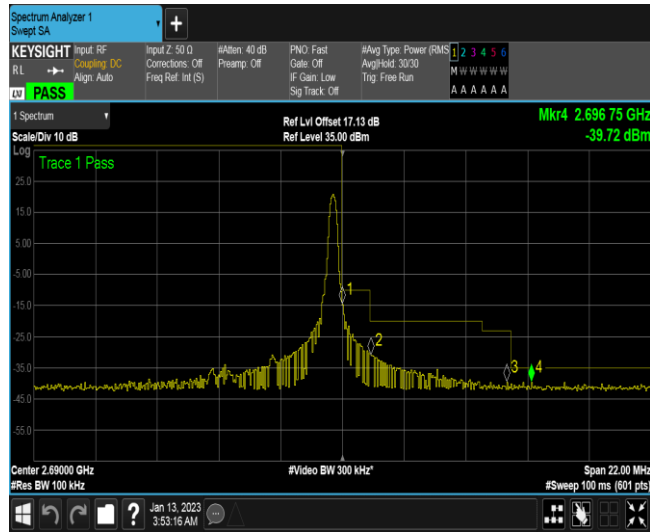 Spectrum Analyzer 1
Swept SA
KEYSIGHT Input: RF Input Z: 50 Ω #Atten: 40 dB PNO: Fast #Avg Type: Power (RMS 1 2 3 4 5 6
RL Coupling: DC Corrections: Off Preamp: Off Gate: Off Avg|Hold: 30/30 M W W W W W
Align: Auto Freq Ref: Int (S) IF Gain: Low Trig: Free Run
LXI PASS Sig Track: Off A A A A A A
1 Spectrum Ref Lvl Offset 17.13 dB Mkr4 2.696 75 GHz
Scale/Div 10 dB Ref Level 35.00 dBm -39.72 dBm
Log
Trace 1 Pass
25.0
15.0
5.00
-5.00
1
-15.0
-25.0
2
-35.0
3 4
-45.0
-55.0
Center 2.69000 GHz #Video BW 300 kHz* Span 22.00 MHz
#Res BW 100 kHz #Sweep 100 ms (601 pts)
Jan 13, 2023
3:53:16 AM